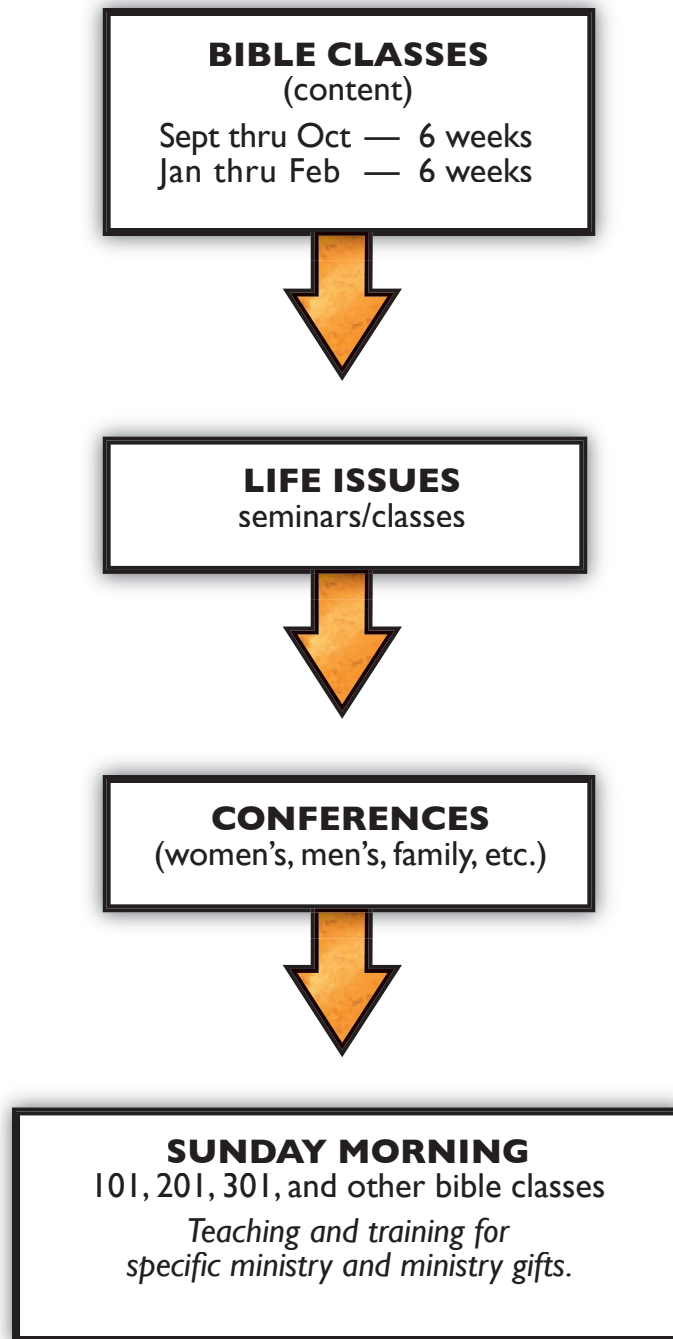 BIBLE CLASSES
(content)
Sept thru Oct — 6 weeks
Jan thru Feb — 6 weeks
LIFE ISSUES
seminars/classes
CONFERENCES
(women’s, men’s, family, etc.)
SUNDAY MORNING
101, 201, 301, and other bible classes
Teaching and training for
specific ministry and ministry gifts.